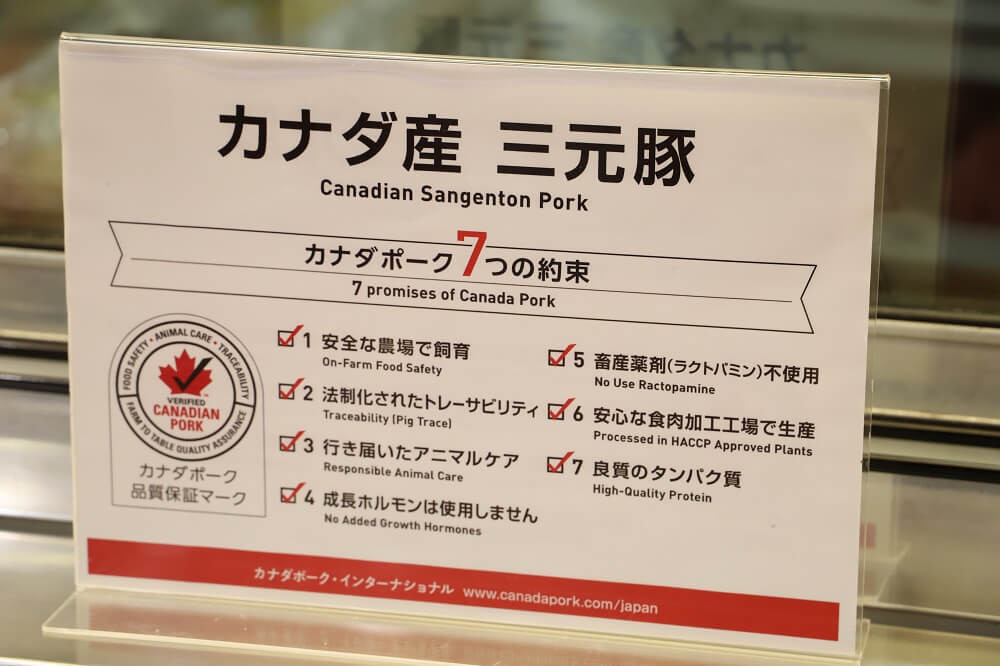 カナダ産 三元豚
Canadian Sangenton Pork
カナダポーク7つの約束
7 promises of Canada Pork
FOOD SAFETY • ANIMAL CARE • TRACEABILITY
VERIFIED
CANADIAN
PORK
™
FARM TO TABLE QUALITY ASSURANCE
カナダポーク
品質保証マーク
1 安全な農場で飼育
On-Farm Food Safety
2 法制化されたトレーサビリティ
Traceability (Pig Trace)
3 行き届いたアニマルケア
Responsible Animal Care
4 成長ホルモンは使用しません
No Added Growth Hormones
5 畜産薬剤(ラクトパミン)不使用
No Use Ractopamine
6 安心な食肉加工工場で生産
Processed in HACCP Approved Plants
7 良質のタンパク質
High-Quality Protein
カナダポーク・インターナショナル www.canadapork.com/japan